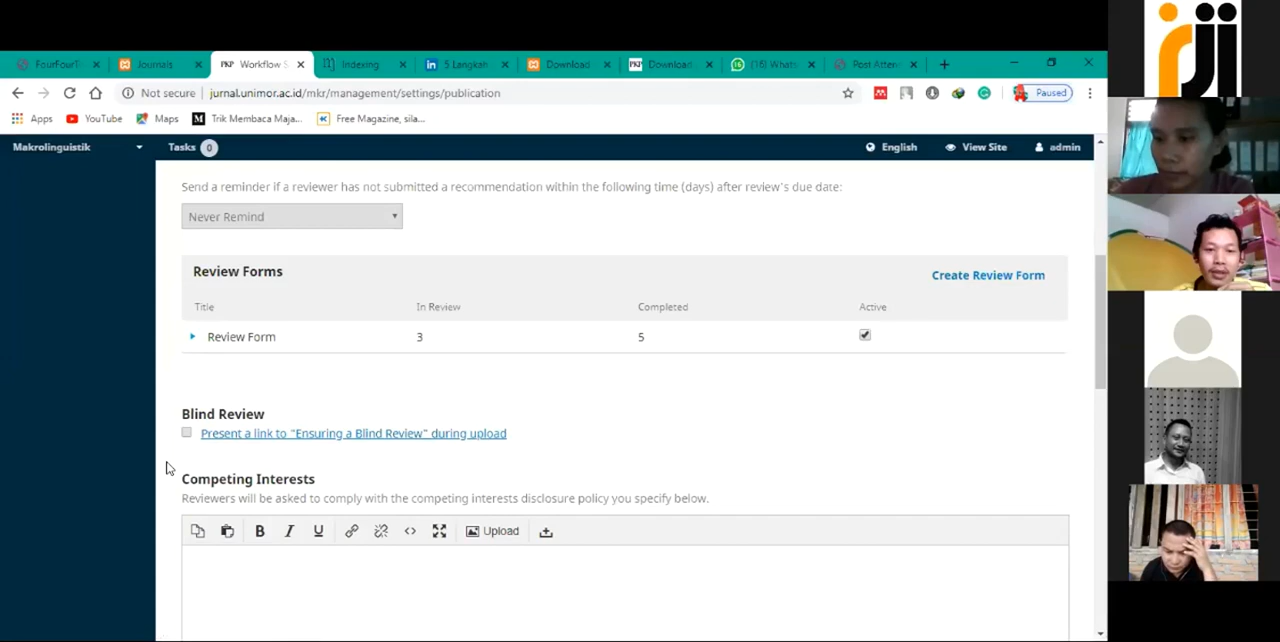 FourFourT
Journals
PKP Workflow S
Indexing
in 5 Langkah
Download
PKP Download
16 (16) Whats
Post Atten
Not secure
jurnal.unimor.ac.id/mkr/management/settings/publication
Paused
Apps
YouTube
Maps
M Trik Membaca Maja...
Free Magazine, sila...
Makrolinguistik
Tasks 0
English
View Site
admin
Send a reminder if a reviewer has not submitted a recommendation within the following time (days) after review's due date:
Never Remind
Review Forms
Create Review Form
Title In Review Completed Active
Review Form 3 5
Blind Review
Present a link to "Ensuring a Blind Review" during upload
Competing Interests
Reviewers will be asked to comply with the competing interests disclosure policy you specify below.
B I U Upload
rji